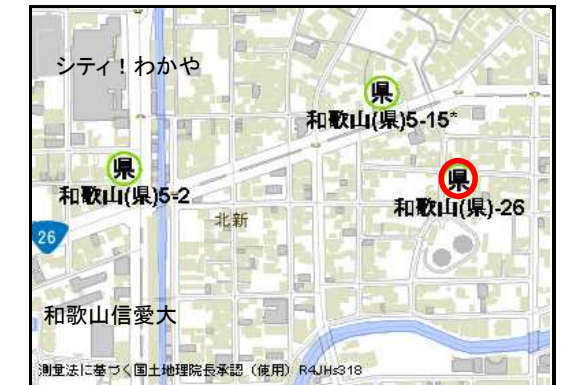 シティ！わかや
県
和歌山(県)5-15*
県
和歌山(県)5-2
県
和歌山(県)-26
北新
26
和歌山信愛大
測量法に基づく国土地理院長承認（使用）R4JHs318